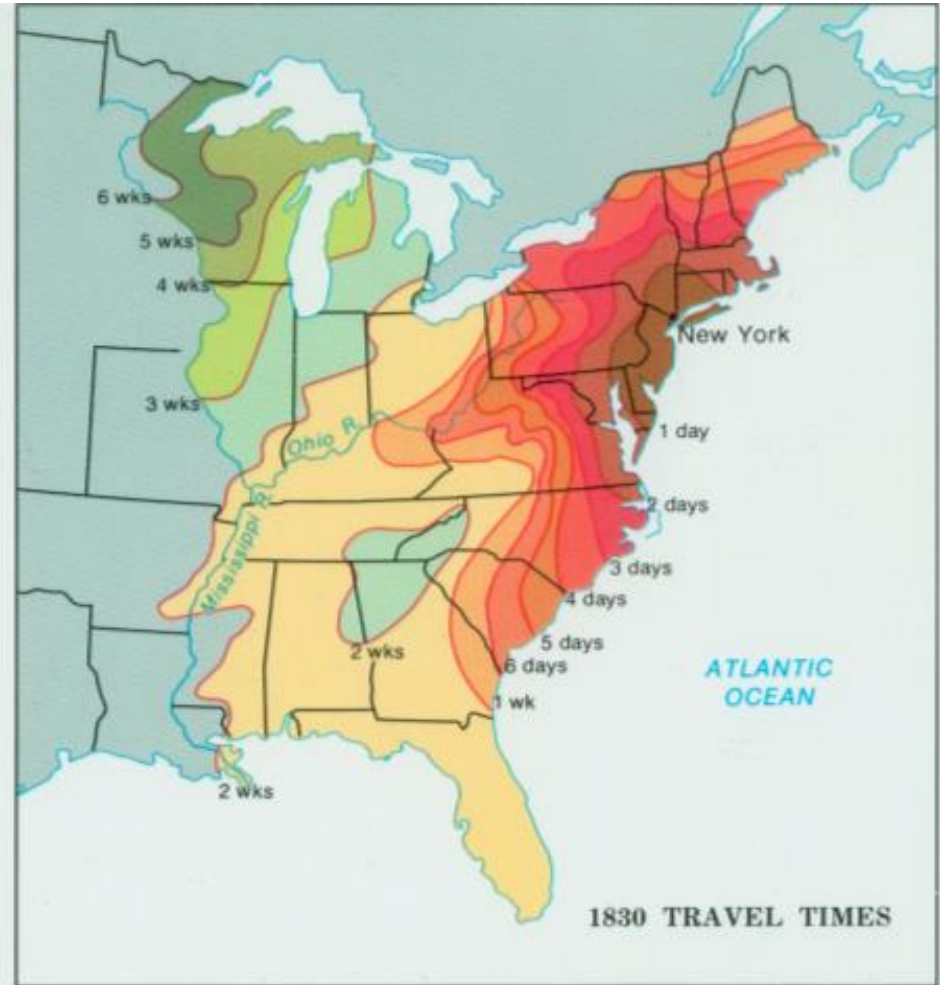 6 wks
5 wks
4 wks
3 wks
New York
1 day
Ohio R.
2 days
Mississippi R.
3 days
4 days
5 days
2 wks
6 days
1 wk
ATLANTIC
OCEAN
2 wks
1830 TRAVEL TIMES